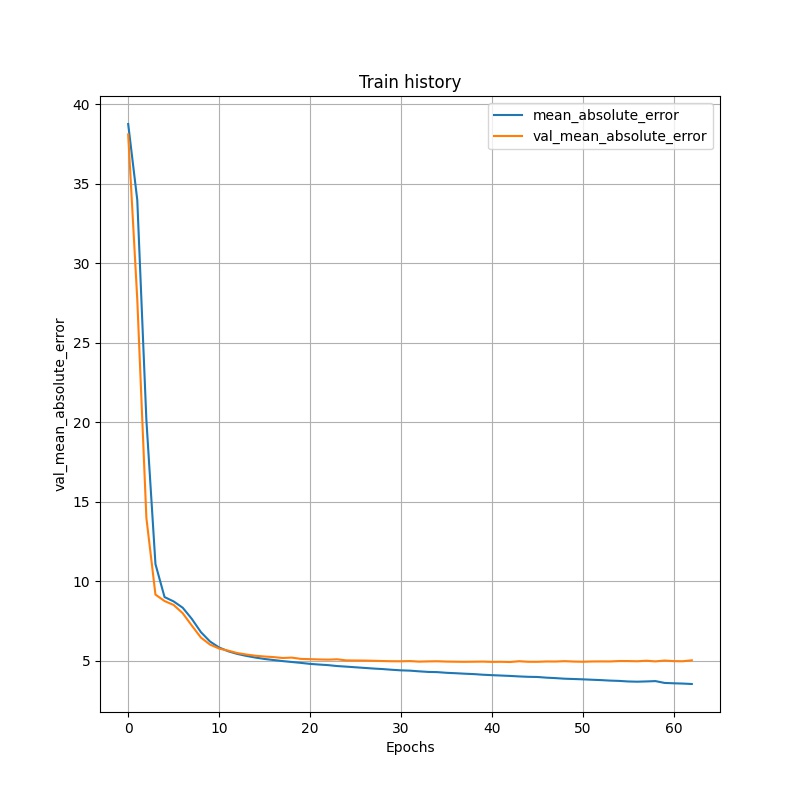 Train history
mean_absolute_error
val_mean_absolute_error
val_mean_absolute_error
40
35
30
25
20
15
10
5
0 10 20 30 40 50 60
Epochs